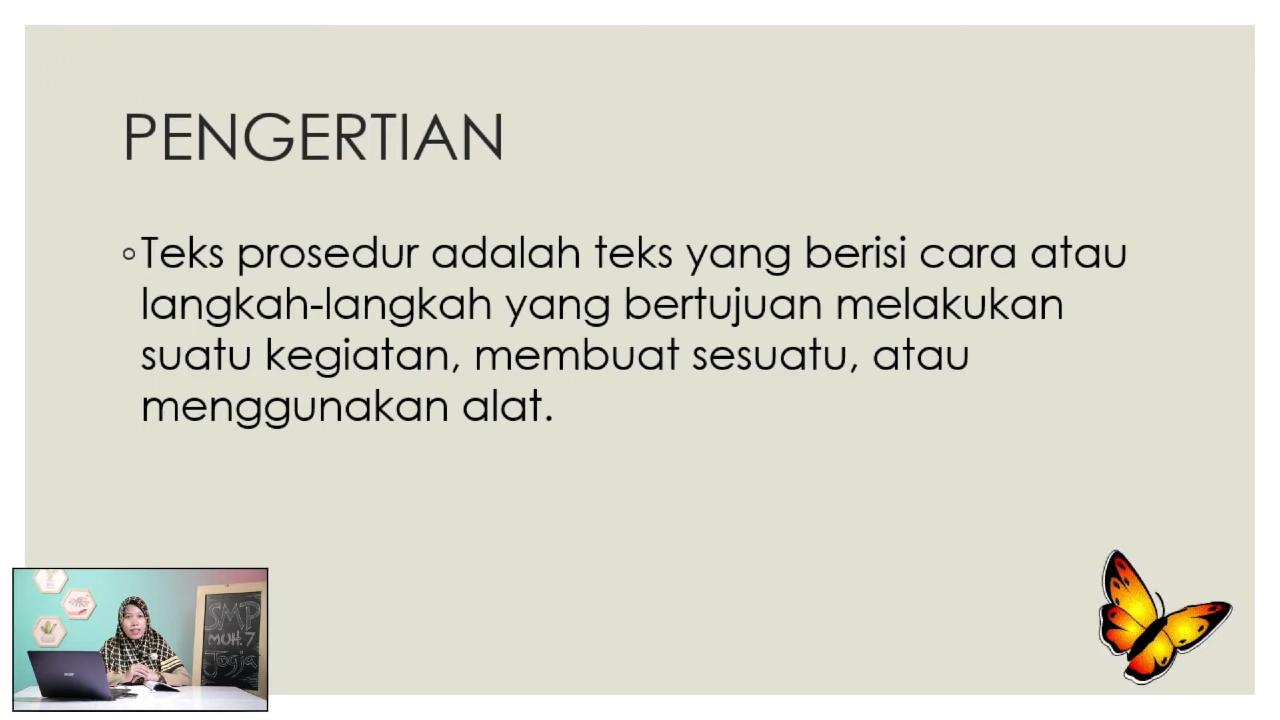 PENGERTIAN
◦Teks prosedur adalah teks yang berisi cara atau
langkah-langkah yang bertujuan melakukan
suatu kegiatan, membuat sesuatu, atau
menggunakan alat.
SMP
MUH.7
Jogja